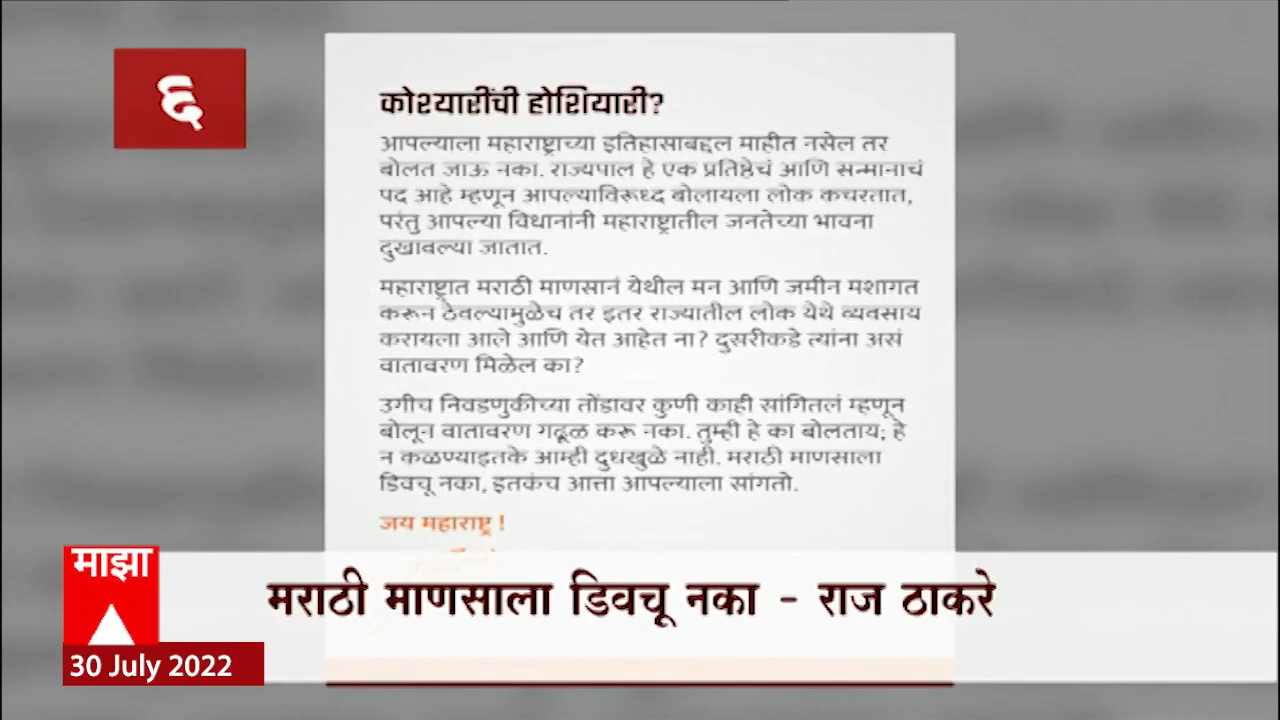 ६
कोश्यारींची होशियारी?
आपल्याला महाराष्ट्राच्या इतिहासाबद्दल माहीत नसेल तर
बोलत जाऊ नका. राज्यपाल हे एक प्रतिष्ठेचं आणि सन्मानाचं
पद आहे म्हणून आपल्याविरूध्द बोलायला लोक कचरतात,
परंतु आपल्या विधानांनी महाराष्ट्रातील जनतेच्या भावना
दुखावल्या जातात.
महाराष्ट्रात मराठी माणसानं येथील मन आणि जमीन मशागत
करून ठेवल्यामुळेच तर इतर राज्यातील लोक येथे व्यवसाय
करायला आले आणि येत आहेत ना? दुसरीकडे त्यांना असं
वातावरण मिळेल का?
उगीच निवडणुकीच्या तोंडावर कुणी काही सांगितलं म्हणून
बोलून वातावरण गढूळ करू नका. तुम्ही हे का बोलताय; हे
न कळण्याइतके आम्ही दुधखुळे नाही. मराठी माणसाला
डिवचू नका, इतकंच आत्ता आपल्याला सांगतो.
जय महाराष्ट्र !
माझा
मराठी माणसाला डिवचू नका - राज ठाकरे
30 July 2022